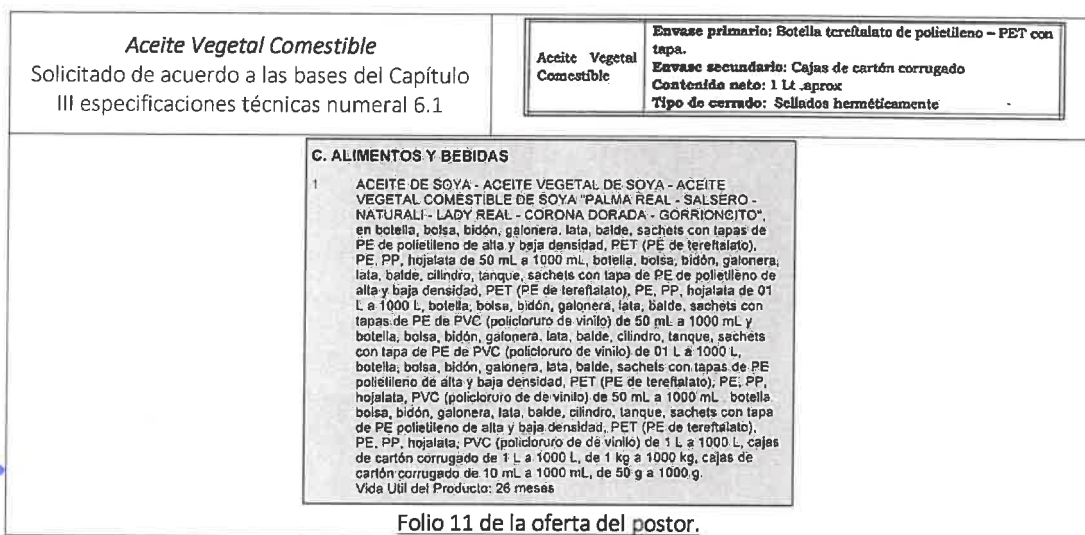 Aceite Vegetal Comestible
Solicitado de acuerdo a las bases del Capítulo
III especificaciones técnicas numeral 6.1
Aceite Vegetal
Comestible
Envase primario: Botella tereftalato de polietileno – PET con
tapa.
Envase secundario: Cajas de cartón corrugado
Contenido neto: 1 Lt .aprox
Tipo de cerrado: Sellados herméticamente
C. ALIMENTOS Y BEBIDAS
1 ACEITE DE SOYA - ACEITE VEGETAL DE SOYA - ACEITE
VEGETAL COMESTIBLE DE SOYA "PALMA REAL - SALSERO -
NATURALI - LADY REAL - CORONA DORADA - GORRIONCITO",
en botella, bolsa, bidón, galonera, lata, balde, sachets con tapas de
PE de polietileno de alta y baja densidad, PET (PE de tereftalato),
PE, PP, hojalata de 50 mL a 1000 mL, botella, bolsa, bidón, galonera,
lata, balde, cilindro, tanque, sachets con tapa de PE de polietileno de
alta y baja densidad, PET (PE de tereftalato), PE, PP, hojalata de 01
L a 1000 L, botella, bolsa, bidón, galonera, lata, balde, sachets con
tapas de PE de PVC (policloruro de vinilo) de 50 mL a 1000 mL y
botella, bolsa, bidón, galonera, lata, balde, cilindro, tanque, sachets
con tapa de PE de PVC (policloruro de vinilo) de 01 L a 1000 L,
botella, bolsa, bidón, galonera, lata, balde, sachets con tapas de PE
polietileno de alta y baja densidad, PET (PE de tereftalato), PE, PP,
hojalata, PVC (policloruro de de vinilo) de 50 mL a 1000 mL botella
bolsa, bidón, galonera, lata, balde, cilindro, tanque, sachets con tapa
de PE polietileno de alta y baja densidad, PET (PE de tereftalato),
PE, PP, hojalata, PVC (policloruro de de vinilo) de 1 L a 1000 L, cajas
de cartón corrugado de 1 L a 1000 L, de 1 kg a 1000 kg, cajas de
cartón corrugado de 10 mL a 1000 mL, de 50 g a 1000 g.
Vida Util del Producto: 26 meses
Folio 11 de la oferta del postor.